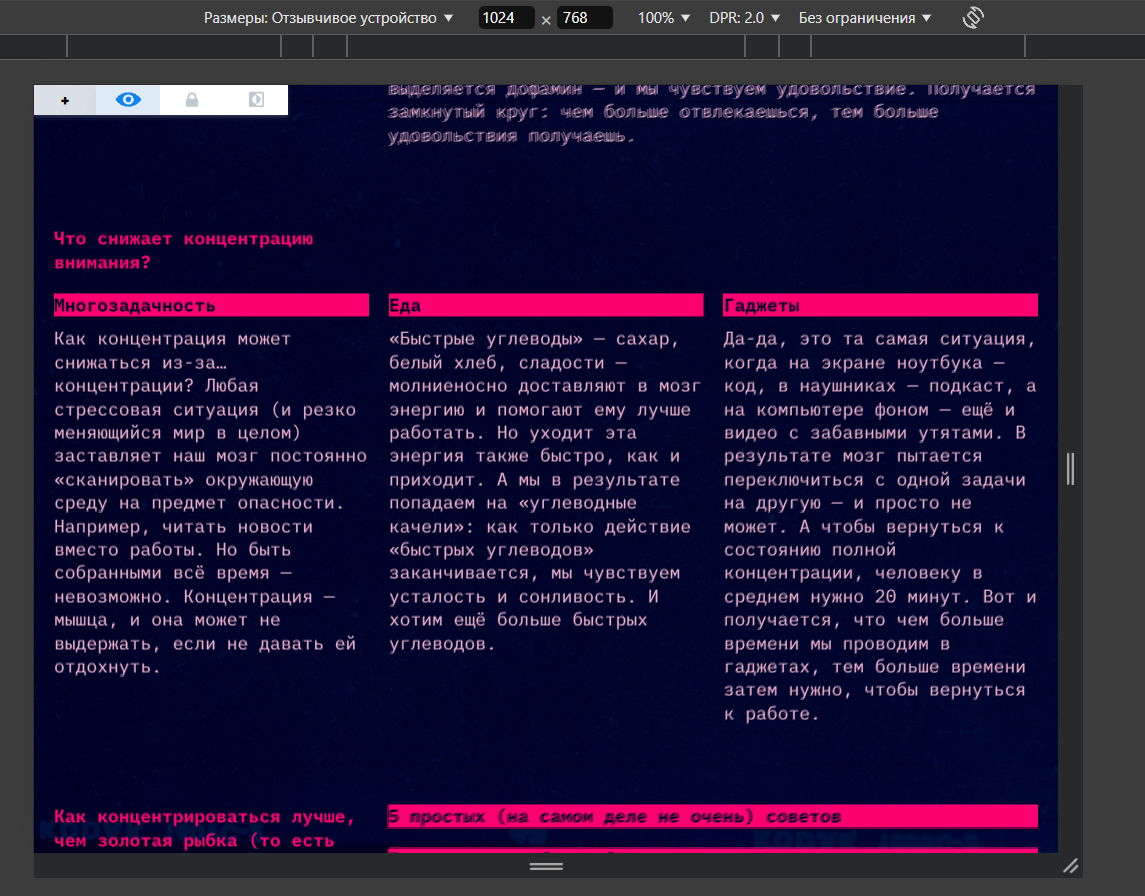 Размеры: Отзывчивое устройство ▼ 1024 × 768 100% ▼ DPR: 2.0 ▼ Без ограничения ▼
+
выделяется дофамин — и мы чувствуем удовольствие. Получается
замкнутый круг: чем больше отвлекаешься, тем больше
удовольствия получаешь.
Что снижает концентрацию
внимания?
Многозадачность
Как концентрация может
снижаться из-за…
концентрации? Любая
стрессовая ситуация (и резко
меняющийся мир в целом)
заставляет наш мозг постоянно
«сканировать» окружающую
среду на предмет опасности.
Например, читать новости
вместо работы. Но быть
собранными всё время —
невозможно. Концентрация —
мышца, и она может не
выдержать, если не давать ей
отдохнуть.
Еда
«Быстрые углеводы» — сахар,
белый хлеб, сладости —
молниеносно доставляют в мозг
энергию и помогают ему лучше
работать. Но уходит эта
энергия также быстро, как и
приходит. А мы в результате
попадаем на «углеводные
качели»: как только действие
«быстрых углеводов»
заканчивается, мы чувствуем
усталость и сонливость. И
хотим ещё больше быстрых
углеводов.
Гаджеты
Да-да, это та самая ситуация,
когда на экране ноутбука —
код, в наушниках — подкаст, а
на компьютере фоном — ещё и
видео с забавными утятами. В
результате мозг пытается
переключиться с одной задачи
на другую — и просто не
может. А чтобы вернуться к
состоянию полной
концентрации, человеку в
среднем нужно 20 минут. Вот и
получается, что чем больше
времени мы проводим в
гаджетах, тем больше времени
затем нужно, чтобы вернуться
к работе.
Как концентрироваться лучше,
чем золотая рыбка (то есть
5 простых (на самом деле не очень) советов